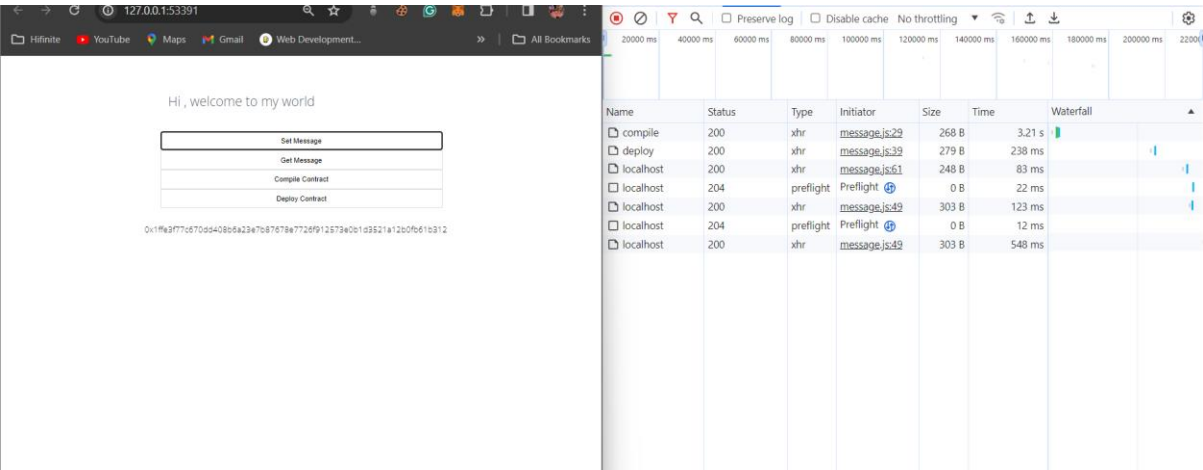 127.0.0.1:53391
Hifinite YouTube Maps Gmail Web Development... » All Bookmarks
Hi , welcome to my world
Set Message
Get Message
Compile Contract
Deploy Contract
0x1ffe3f77c670dd408b6a23e7b87678e7726f912573e0b1d3521a12b0fb61b312
Preserve log Disable cache No throttling
20000 ms 40000 ms 60000 ms 80000 ms 100000 ms 120000 ms 140000 ms 160000 ms 180000 ms 200000 ms 22000
Name Status Type Initiator Size Time Waterfall
compile 200 xhr message.js:29 268 B 3.21 s
deploy 200 xhr message.js:39 279 B 238 ms
localhost 200 xhr message.js:61 248 B 83 ms
localhost 204 preflight Preflight 0 B 22 ms
localhost 200 xhr message.js:49 303 B 123 ms
localhost 204 preflight Preflight 0 B 12 ms
localhost 200 xhr message.js:49 303 B 548 ms